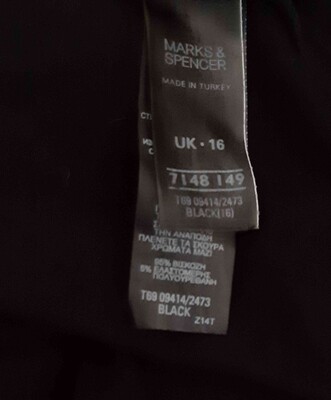 MARKS &
SPENCER
MADE IN TURKEY
UK · 16
7148 149
T69 09414/2473
BLACK(16)
ΤΗΝ ΑΝΑΠΟΔΗ
ΠΛΕΝΕΤΕ ΤΑ ΣΚΟΥΡΑ
ΧΡΩΜΑΤΑ ΜΑΖΙ
95% ΒΙΣΚΟΖΗ
5% ΕΛΑΣΤΟΜΕΡΗΣ
ΠΟΛΥΟΥΡΕΘΑΝΗ
T69 09414/2473
BLACK
Z14T